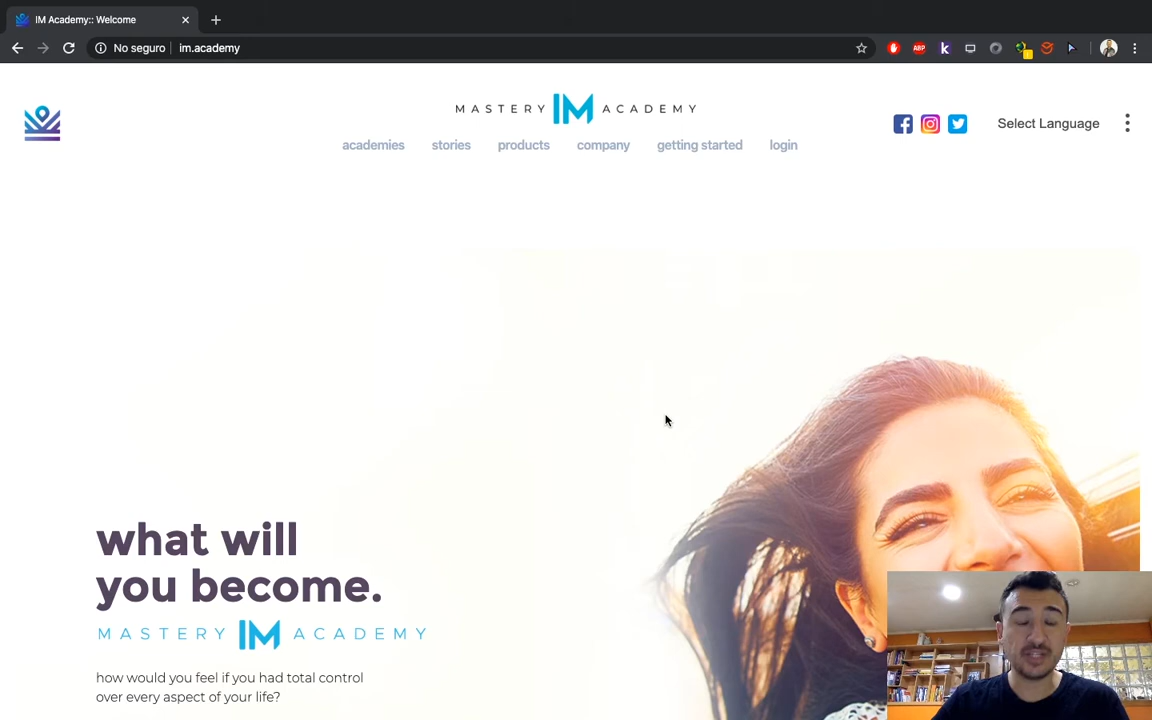 IM Academy:: Welcome
No seguro
im.academy
ABP
k
MASTERY IM ACADEMY
academies
stories
products
company
getting started
login
Select Language
what will
you become.
MASTERY IM ACADEMY
how would you feel if you had total control
over every aspect of your life?